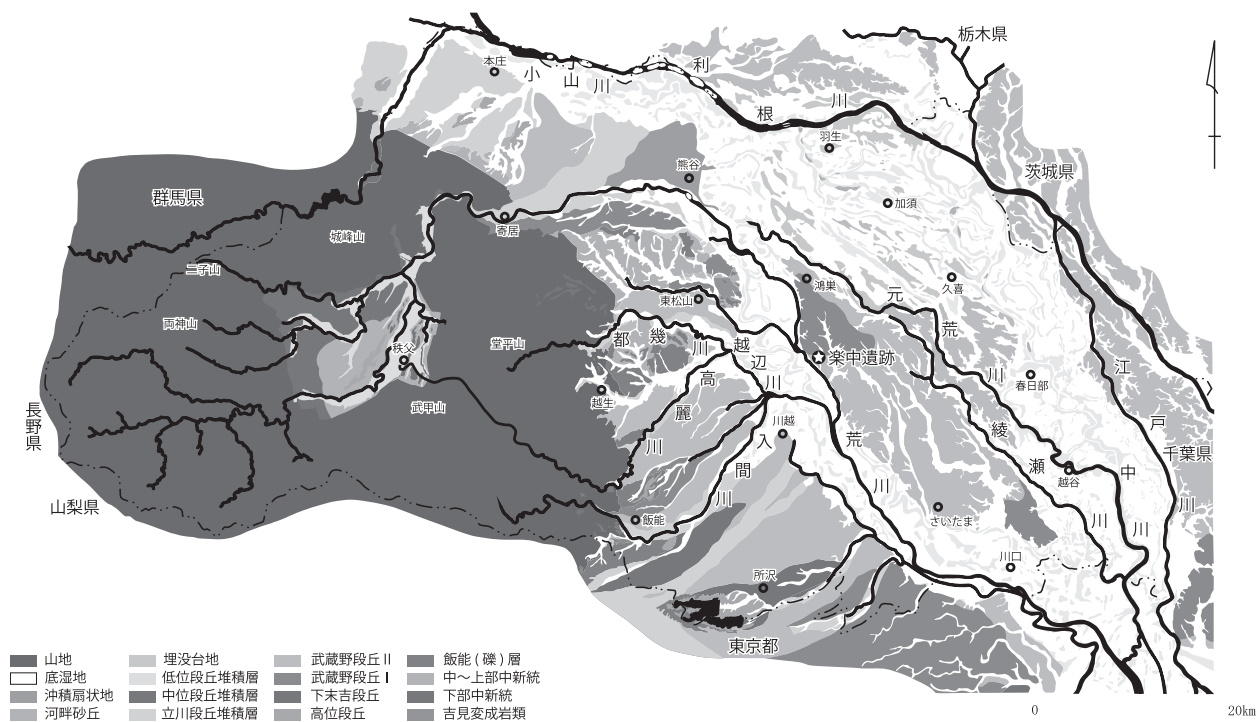 栃木県
本庄
小山川
利根川
羽生
茨城県
熊谷
群馬県
加須
寄居
城峰山
二子山
久喜
鴻巣
元荒川
東松山
両神山
都幾川
越辺川
楽中遺跡
堂平山
秩父
江戸川
春日部
高麗川
越生
武甲山
長野県
川越
入間川
荒川
綾瀬川
中川
千葉県
越谷
山梨県
飯能
さいたま
川口
所沢
東京都
山地
底湿地
沖積扇状地
河畔砂丘
埋没台地
低位段丘堆積層
中位段丘堆積層
立川段丘堆積層
武蔵野段丘Ⅱ
武蔵野段丘Ⅰ
下末吉段丘
高位段丘
飯能(礫)層
中～上部中新統
下部中新統
吉見変成岩類
0 20km